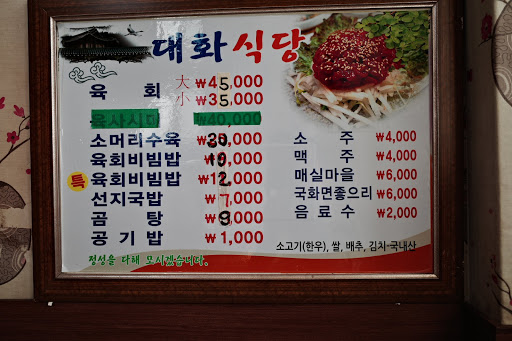 대화식당
육 회 大 ₩45,000
小 ₩35,000
육사시미 ₩40,000
소머리수육 ₩30,000
육회비빔밥 ₩10,000
특 육회비빔밥 ₩12,000
선지국밥 ₩7,000
곰 탕 ₩9,000
공기밥 ₩1,000
소 주 ₩4,000
맥 주 ₩4,000
매실마을 ₩6,000
국화면좋으리 ₩6,000
음료수 ₩2,000
소고기(한우), 쌀, 배추, 김치-국내산
정성을 다해 모시겠습니다.